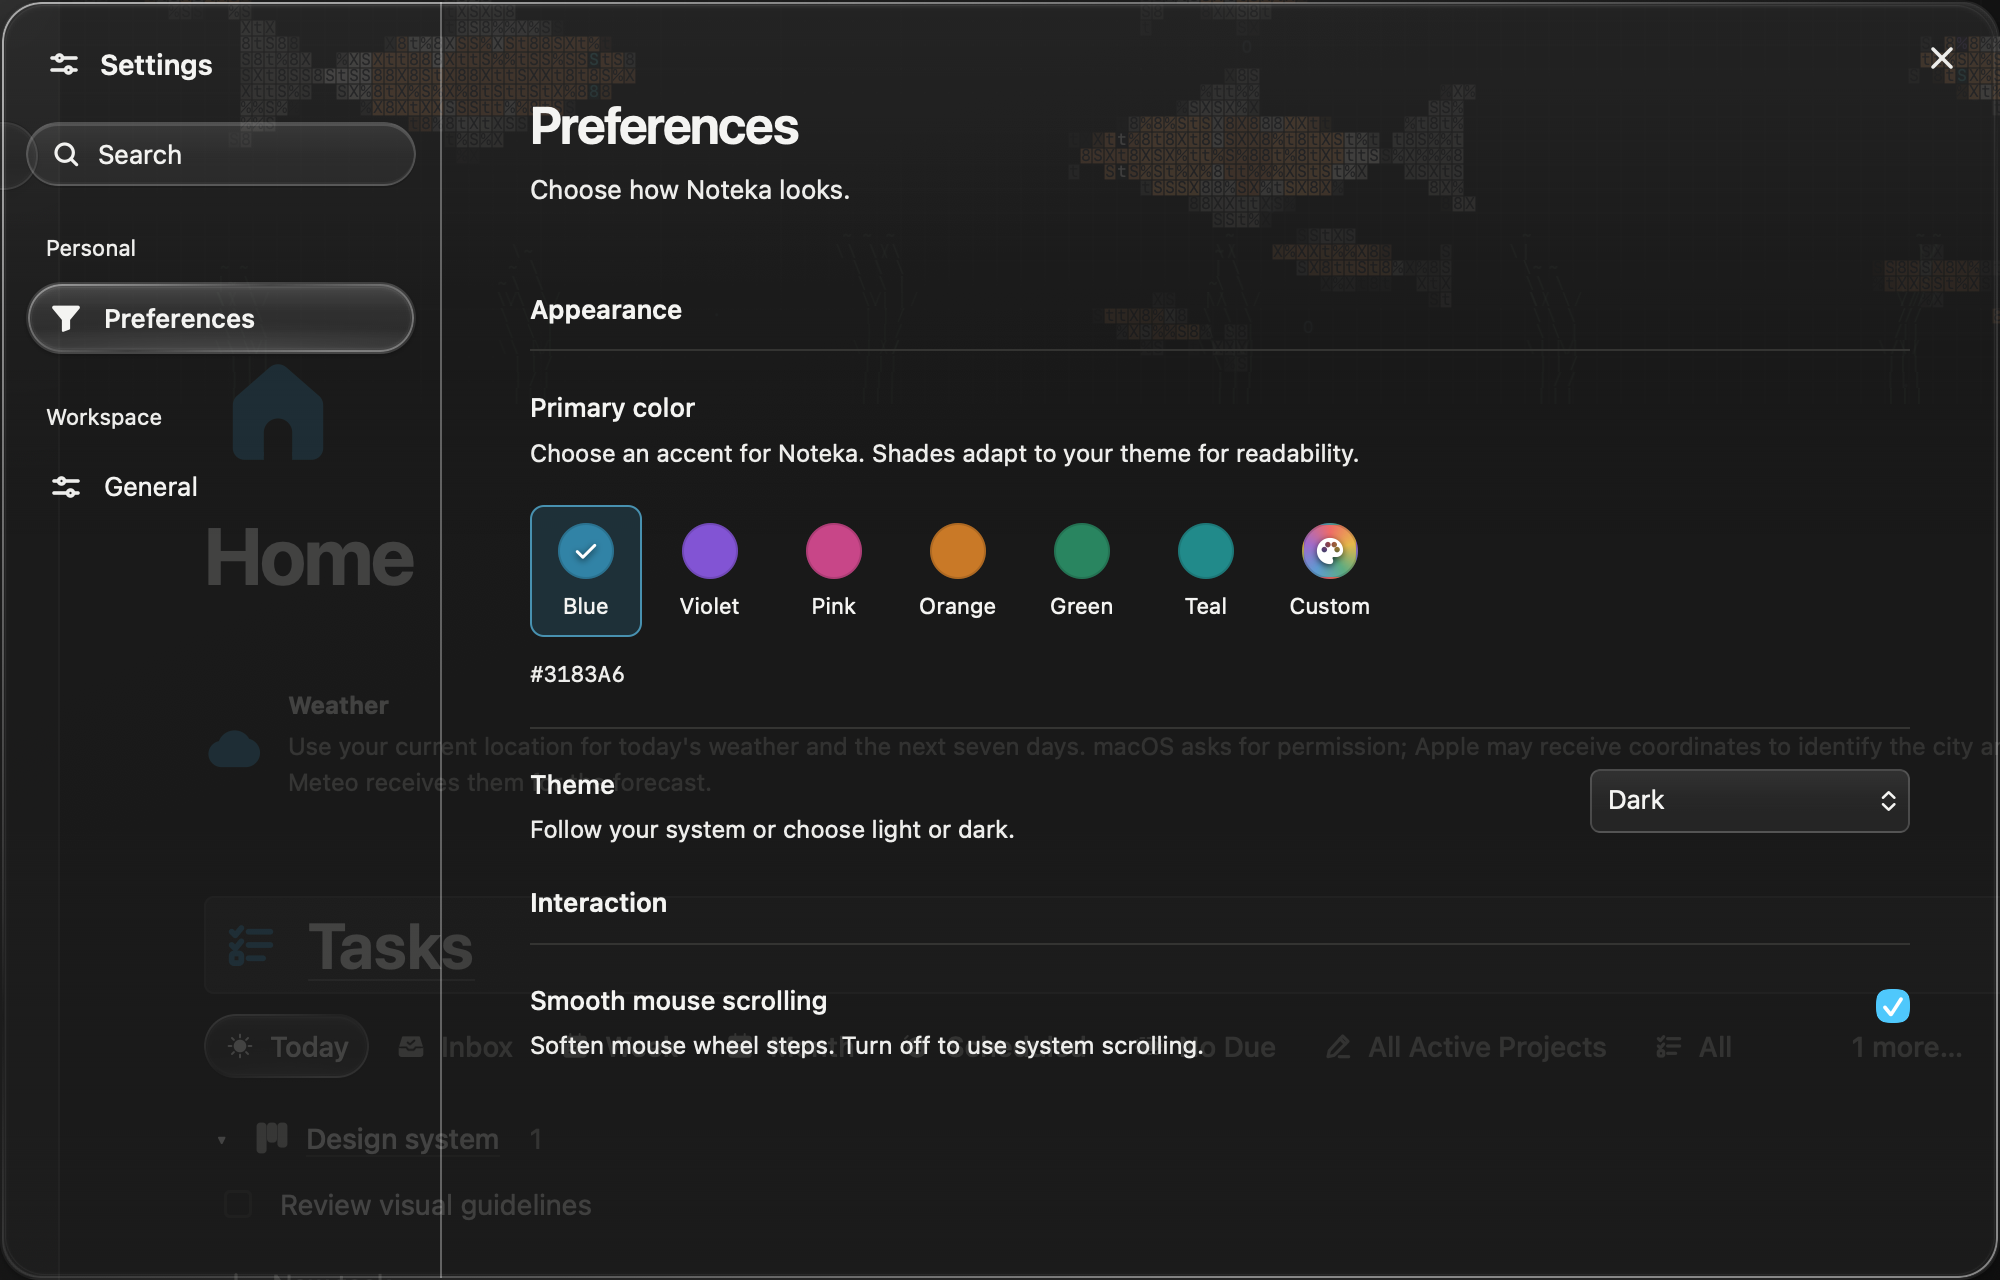 Settings
Search
Personal
Preferences
Workspace
General
Preferences
Choose how Noteka looks.
Appearance
Primary color
Choose an accent for Noteka. Shades adapt to your theme for readability.
Blue
Violet
Pink
Orange
Green
Teal
Custom
#3183A6
Theme
Follow your system or choose light or dark.
Dark
Interaction
Smooth mouse scrolling
Soften mouse wheel steps. Turn off to use system scrolling.
Home
Weather
Use your current location for today's weather and the next seven days. macOS asks for permission; Apple may receive coordinates to identify the city
Meteo receives them the forecast.
Tasks
Today
Inbox
Due
All Active Projects
All
1 more...
Design system 1
Review visual guidelines